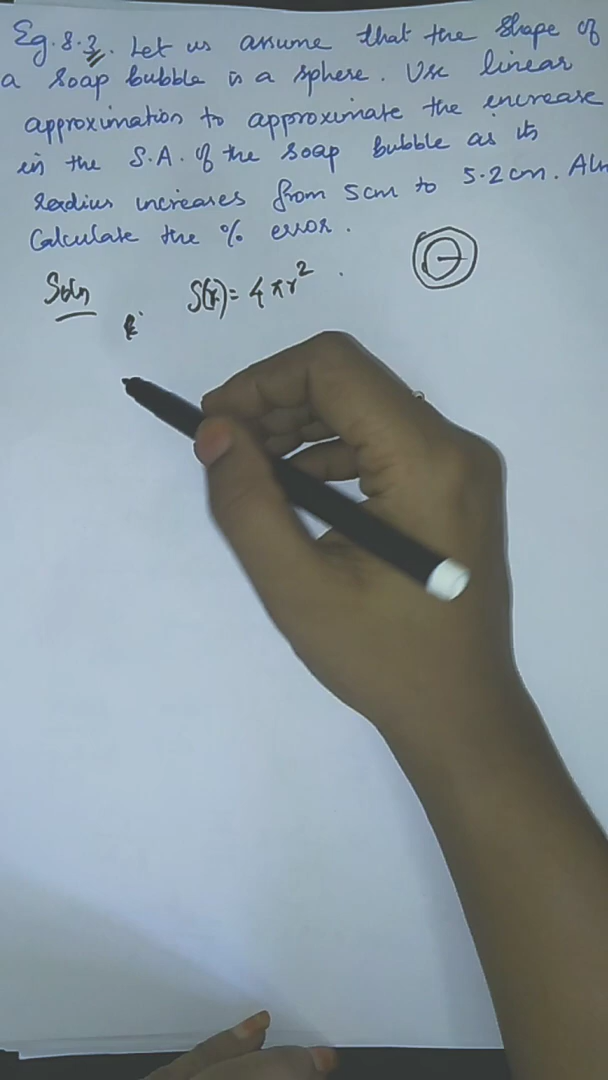 Eg. 8.3. Let us assume that the shape of
a soap bubble is a sphere. Use linear
approximation to approximate the increase
in the S.A. of the soap bubble as its
radius increases from 5cm to 5.2cm. Also
Calculate the % error.
Soln S(r) = 4πr²